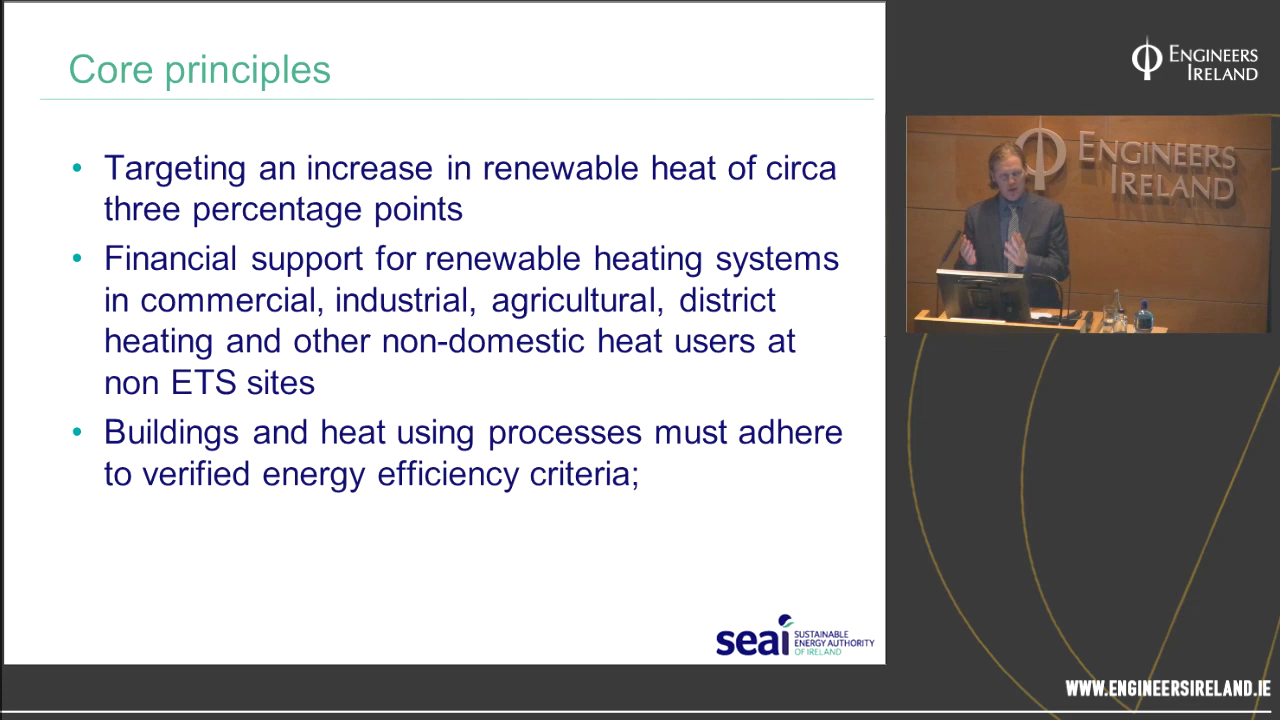 Core principles
• Targeting an increase in renewable heat of circa
three percentage points
• Financial support for renewable heating systems
in commercial, industrial, agricultural, district
heating and other non-domestic heat users at
non ETS sites
• Buildings and heat using processes must adhere
to verified energy efficiency criteria;
seai SUSTAINABLE
ENERGY AUTHORITY
OF IRELAND
ENGINEERS
IRELAND
ENGINEERS
IRELAND
WWW.ENGINEERSIRELAND.IE